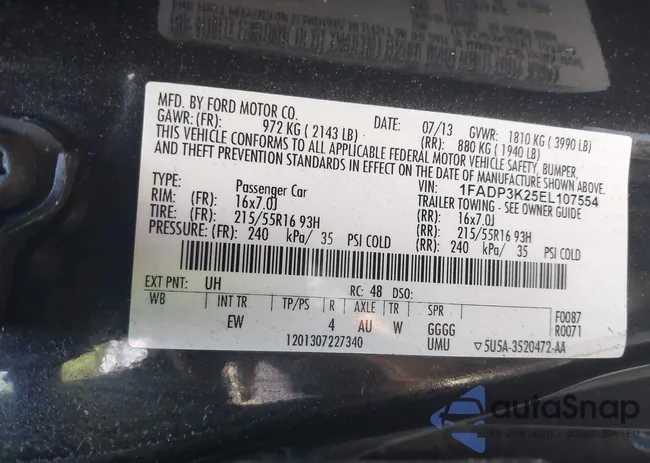 MFD. BY FORD MOTOR CO.
DATE: 07/13 GVWR: 1810 KG ( 3990 LB)
GAWR: (FR): 972 KG ( 2143 LB) (RR): 880 KG ( 1940 LB)
THIS VEHICLE CONFORMS TO ALL APPLICABLE FEDERAL MOTOR VEHICLE SAFETY, BUMPER,
AND THEFT PREVENTION STANDARDS IN EFFECT ON THE DATE OF MANUFACTURE SHOWN ABOVE.
VIN: 1FADP3K25EL107554
TYPE: Passenger Car TRAILER TOWING - SEE OWNER GUIDE
RIM: (FR) 16x7.0J (RR) 16x7.0J
TIRE: (FR) 215/55R16 93H (RR) 215/55R16 93H
PRESSURE: (FR) 240 kPa/ 35 PSI COLD (RR) 240 kPa/ 35 PSI COLD
EXT PNT: UH RC: 48 DSO:
WB INT TR TP/PS R AXLE TR SPR F0087
EW 4 AU W GGGG R0071
1201307227340 UMU ▽5U5A-3520472-AA
autoSnap